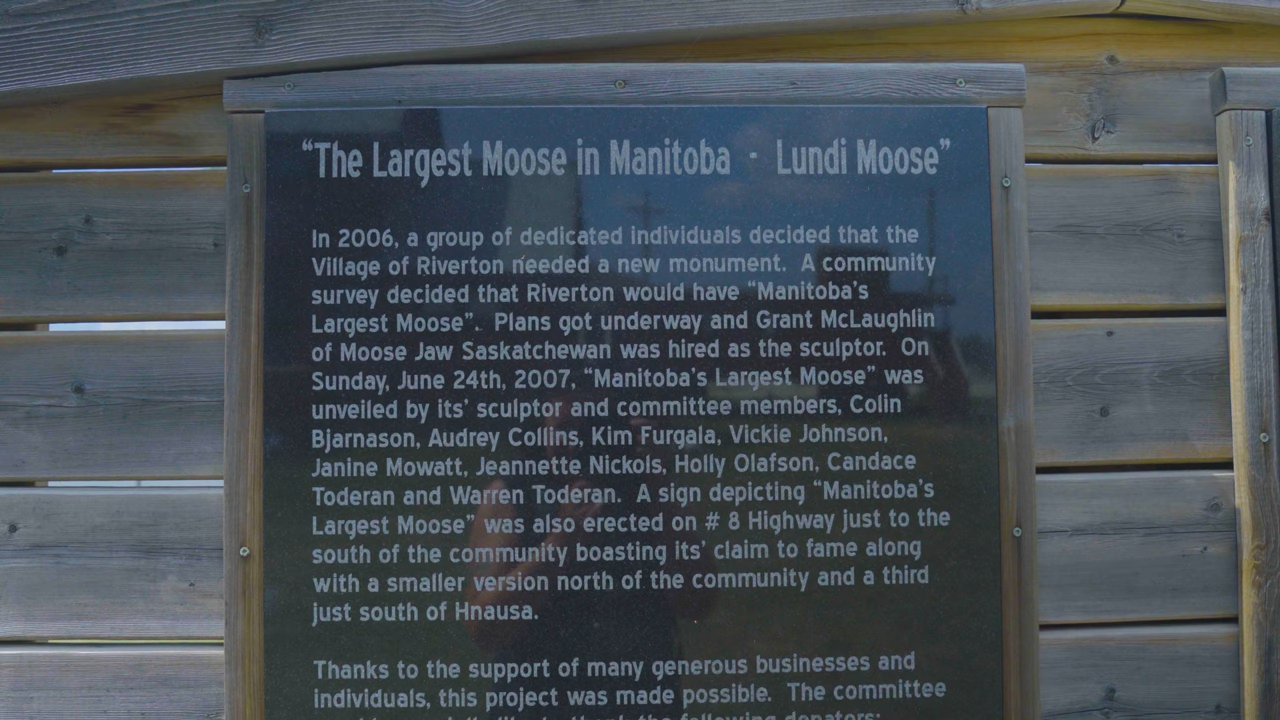 “The Largest Moose in Manitoba - Lundi Moose”
In 2006, a group of dedicated individuals decided that the
Village of Riverton needed a new monument. A community
survey decided that Riverton would have “Manitoba's
Largest Moose”. Plans got underway and Grant McLaughlin
of Moose Jaw Saskatchewan was hired as the sculptor. On
Sunday, June 24th, 2007, “Manitoba's Largest Moose” was
unveiled by its' sculptor and committee members, Colin
Bjarnason, Audrey Collins, Kim Furgala, Vickie Johnson,
Janine Mowatt, Jeannette Nickols, Holly Olafson, Candace
Toderan and Warren Toderan. A sign depicting “Manitoba's
Largest Moose” was also erected on # 8 Highway just to the
south of the community boasting its' claim to fame along
with a smaller version north of the community and a third
just south of Hnausa.
Thanks to the support of many generous businesses and
individuals, this project was made possible. The committee
the following donators: